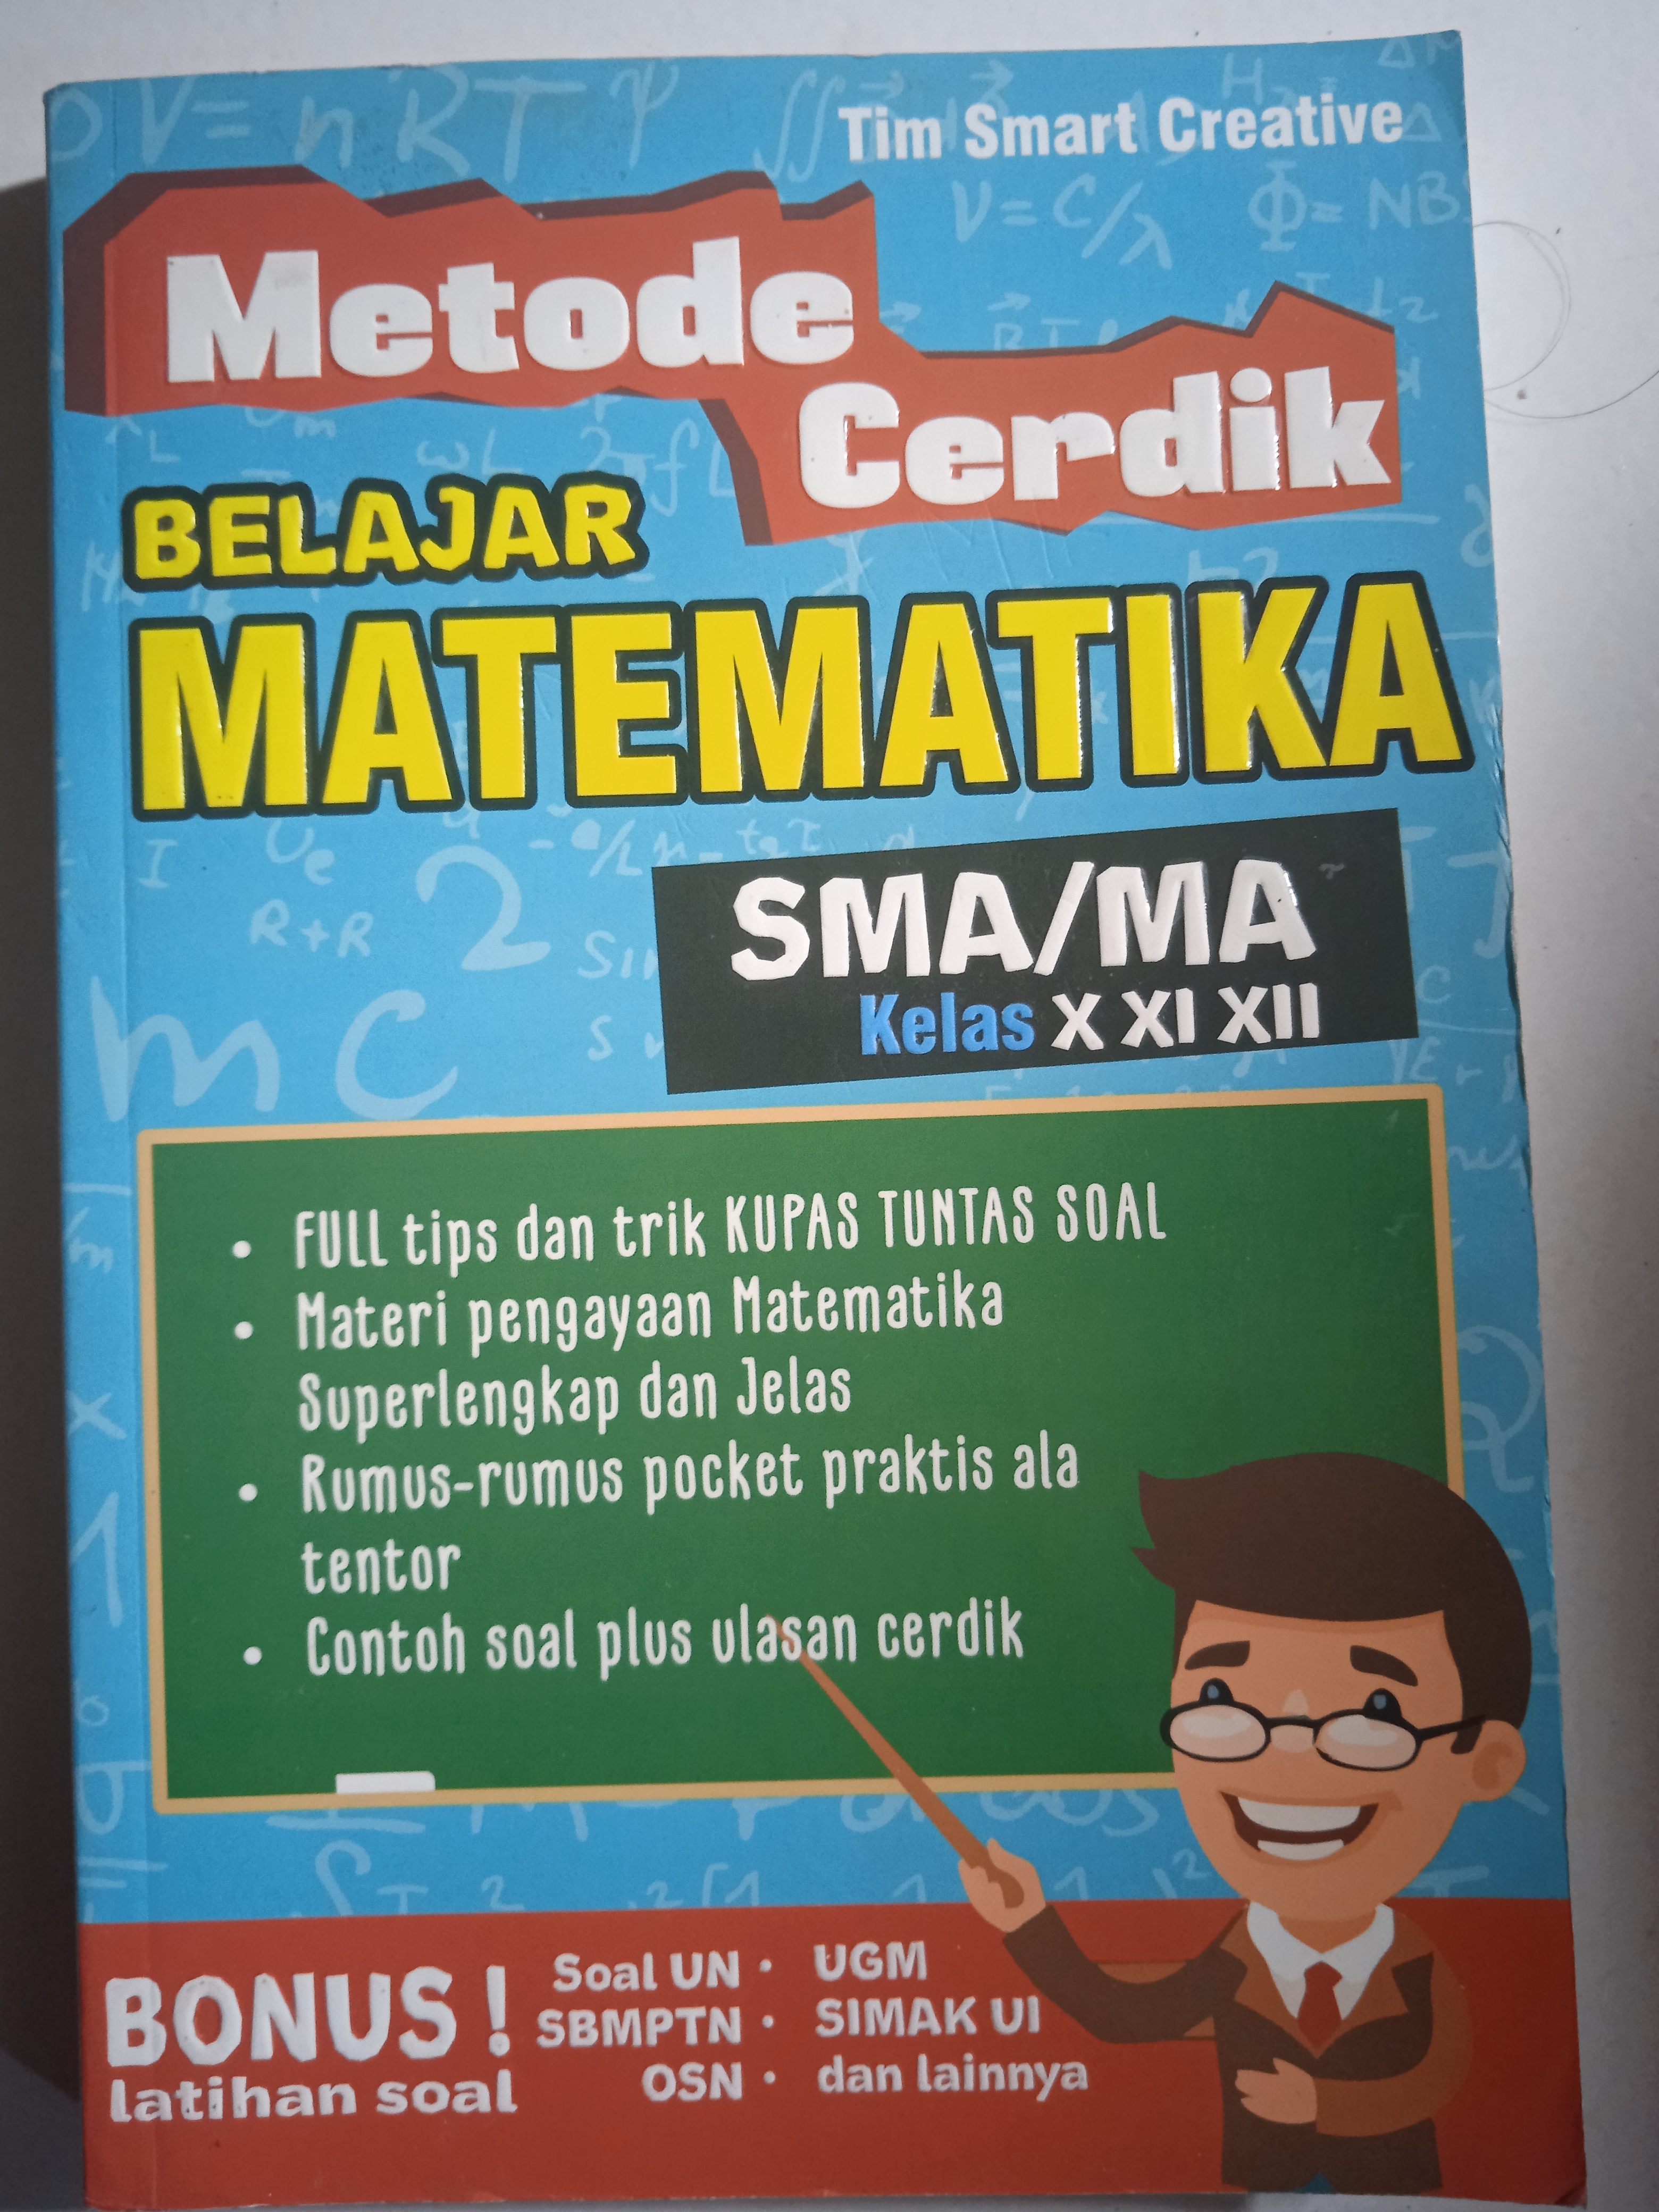 Tim Smart Creative
Metode
Cerdik
BELAJAR
MATEMATIKA
SMA/MA
Kelas X XI XII
• FULL tips dan trik KUPAS TUNTAS SOAL
• Materi pengayaan Matematika
Superlengkap dan Jelas
• Rumus-rumus pocket praktis ala
tentor
• Contoh soal plus ulasan cerdik
BONUS!
latihan soal
Soal UN • UGM
SBMPTN • SIMAK UI
OSN • dan lainnya